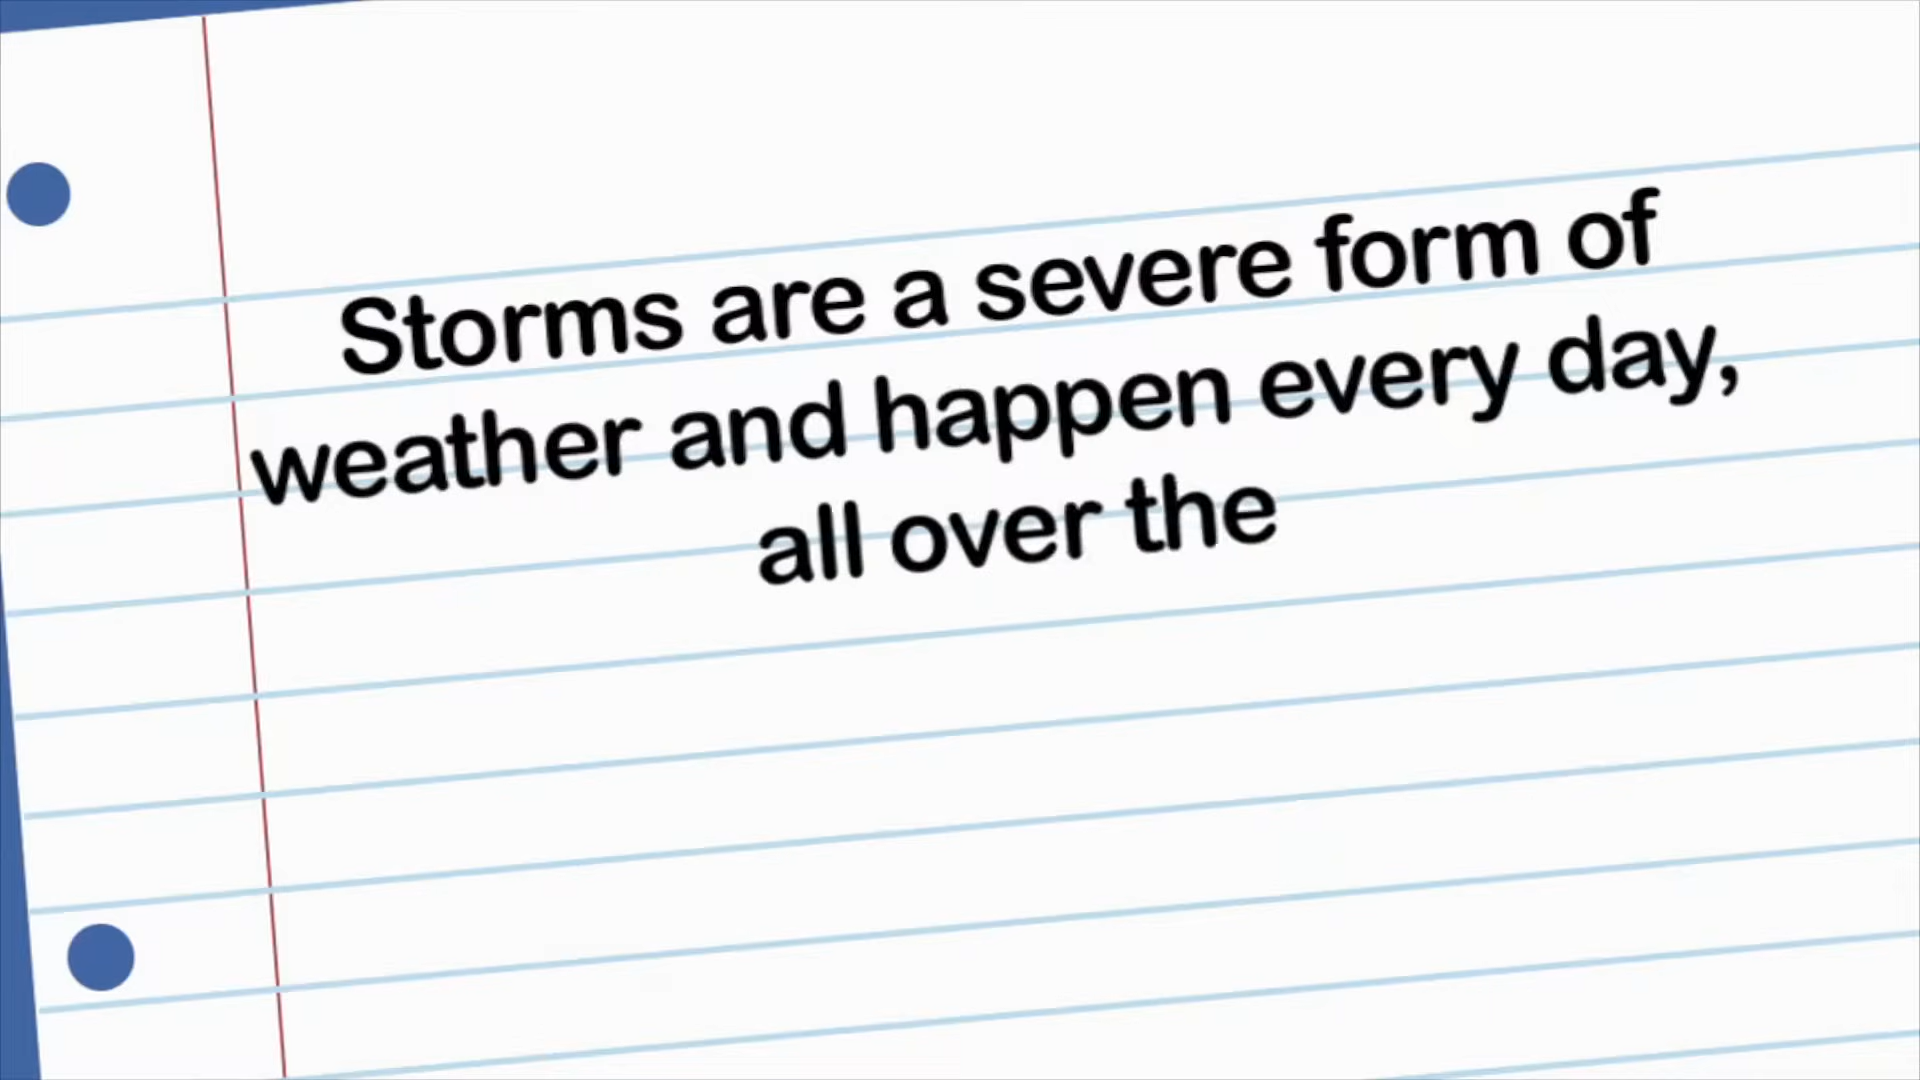 Storms are a severe form of
weather and happen every day,
all over the